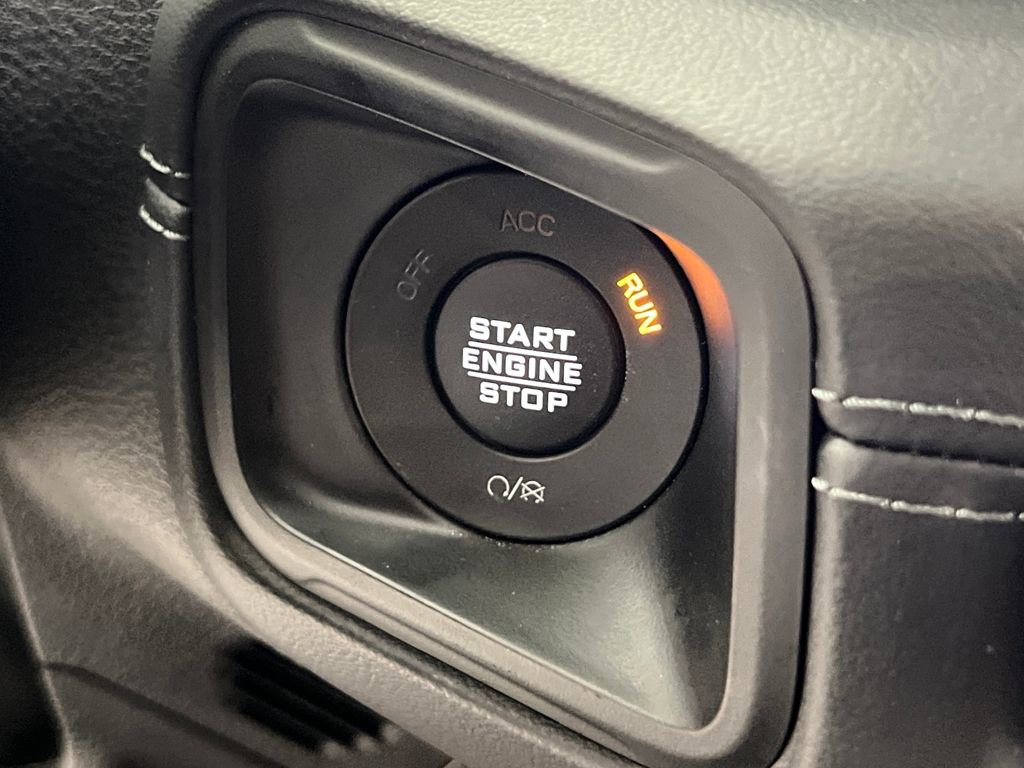 ACC
OFF
RUN
START
ENGINE
STOP